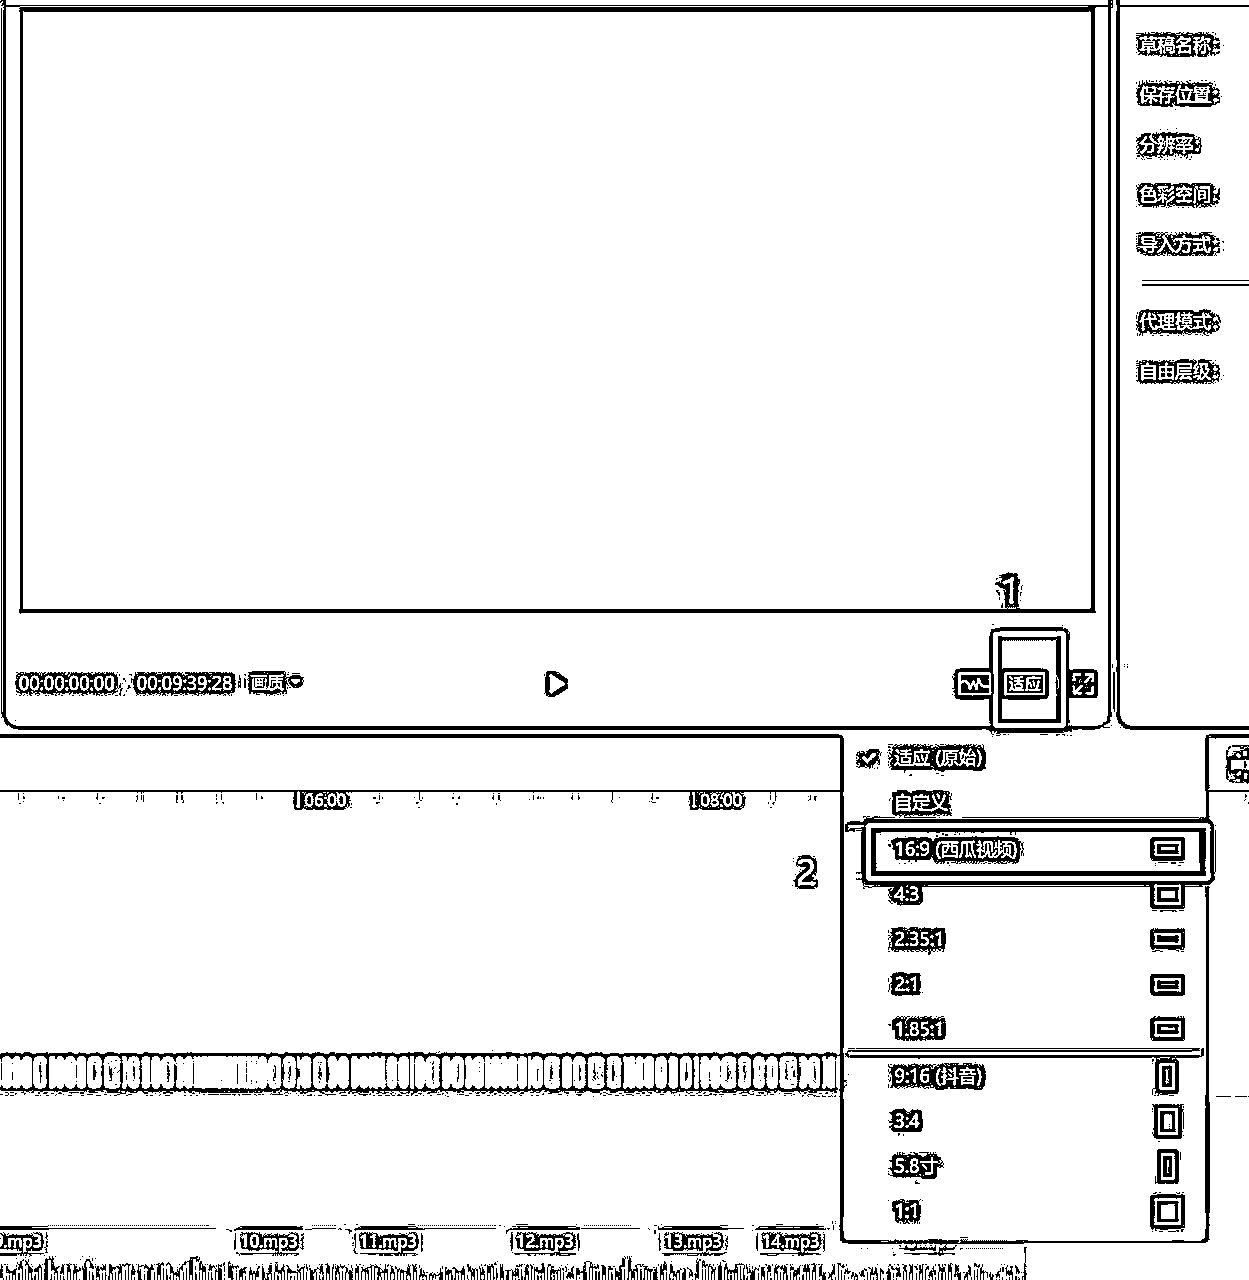 草稿名称:
保存位置:
分辨率:
色彩空间:
导入方式:
代理模式:
自由层级:
1
00:00:00:00 / 00:09:39:28 画质
适应
适应 (原始)
自定义
16:9 (西瓜视频)
4:3
2.35:1
2:1
1.85:1
9:16 (抖音)
3:4
5.8寸
1:1
06:00
08:00
2
9.mp3
10.mp3
11.mp3
12.mp3
13.mp3
14.mp3